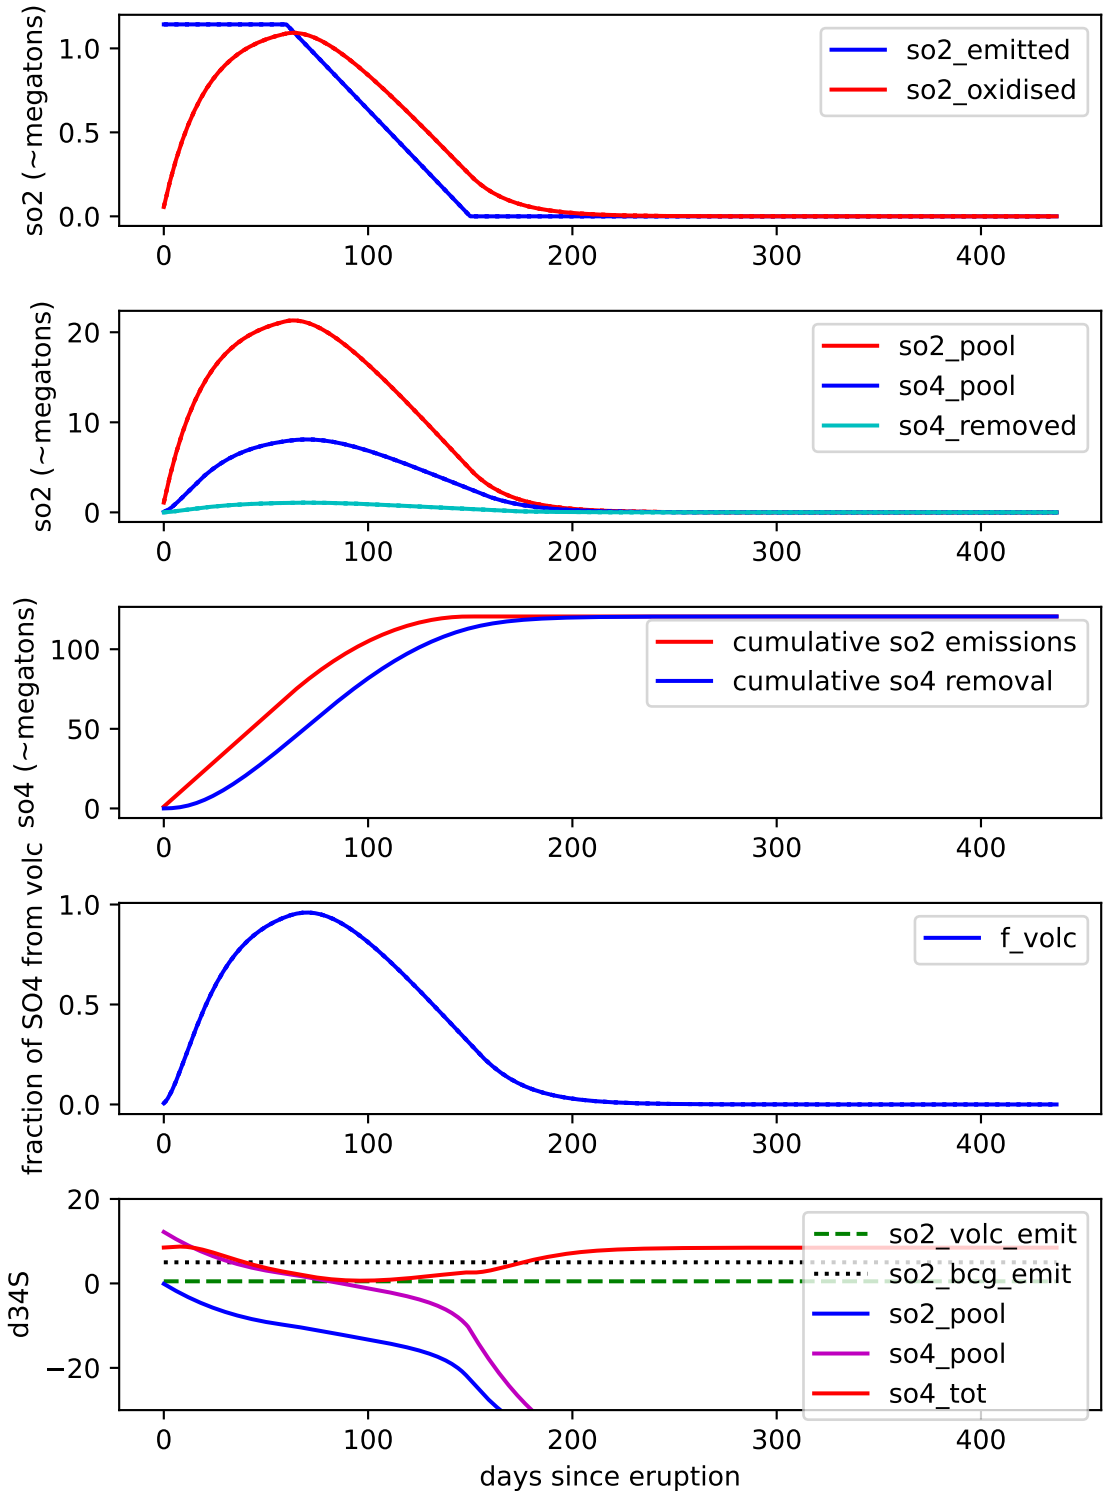 so2 (~megatons)
1.0
0.5
0.0
so2_emitted
so2_oxidised
0 100 200 300 400
so2 (~megatons)
20
10
0
so2_pool
so4_pool
so4_removed
0 100 200 300 400
so4 (~megatons)
100
50
0
cumulative so2 emissions
cumulative so4 removal
0 100 200 300 400
fraction of SO4 from volc
1.0
0.5
0.0
f_volc
0 100 200 300 400
d34S
20
0
−20
so2_volc_emit
so2_bcg_emit
so2_pool
so4_pool
so4_tot
0 100 200 300 400
days since eruption